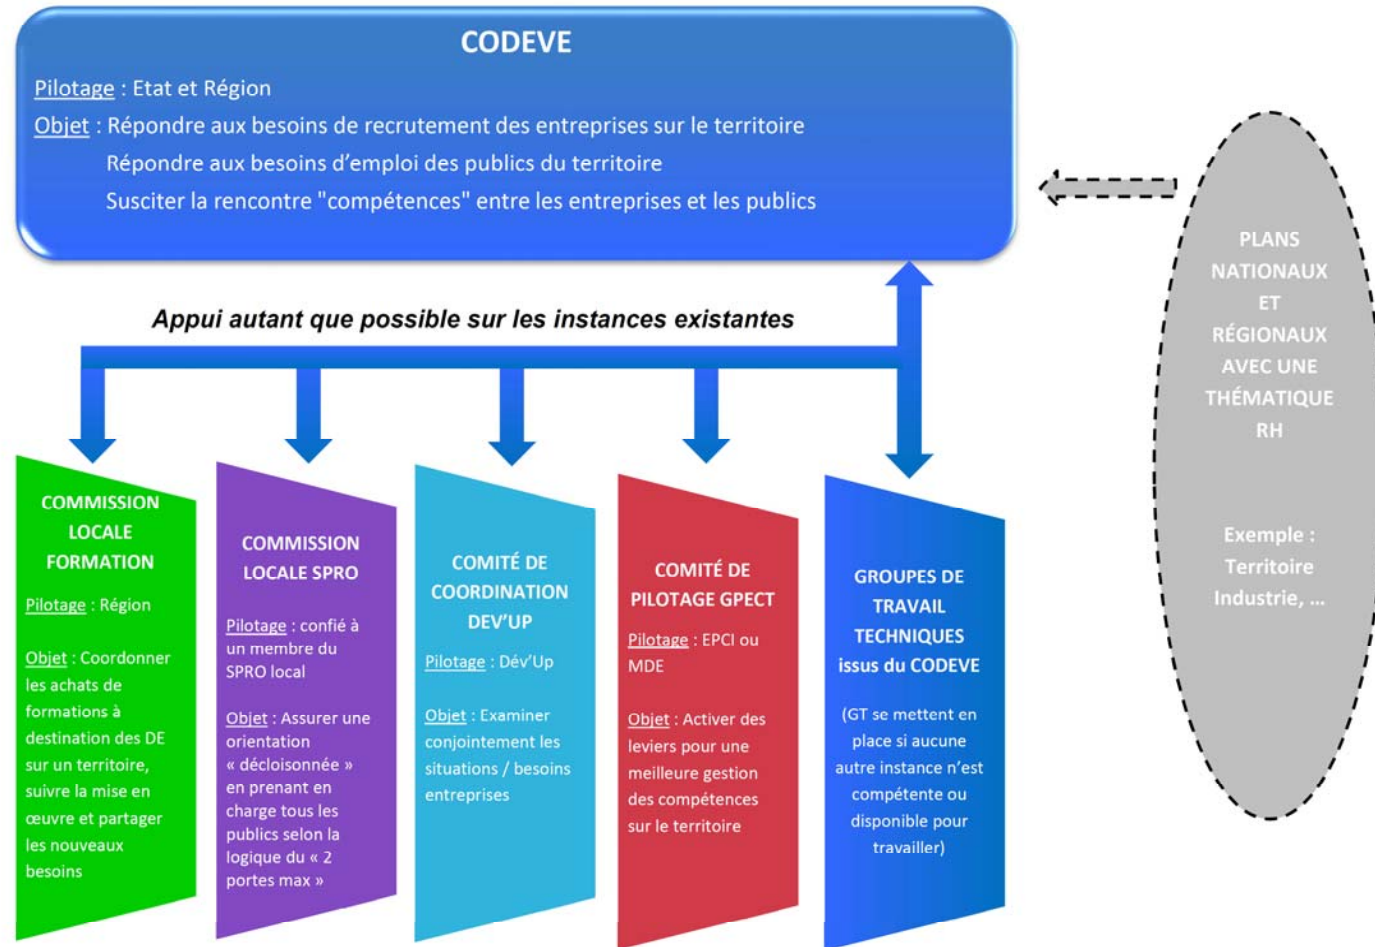 CODEVE
Pilotage : Etat et Région
Objet : Répondre aux besoins de recrutement des entreprises sur le territoire
Répondre aux besoins d'emploi des publics du territoire
Susciter la rencontre "compétences" entre les entreprises et les publics
Appui autant que possible sur les instances existantes
COMMISSION
LOCALE
FORMATION
Pilotage : Région
Objet : Coordonner
les achats de
formations à
destination des DE
sur un territoire,
suivre la mise en
œuvre et partager
les nouveaux
besoins
COMMISSION
LOCALE SPRO
Pilotage : confié à
un membre du
SPRO local
Objet : Assurer une
orientation
« décloisonnée »
en prenant en
charge tous les
publics selon la
logique du « 2
portes max »
COMITÉ DE
COORDINATION
DEV'UP
Pilotage : Dév'Up
Objet : Examiner
conjointement les
situations / besoins
entreprises
COMITÉ DE
PILOTAGE GPECT
Pilotage : EPCI ou
MDE
Objet : Activer des
leviers pour une
meilleure gestion
des compétences
sur le territoire
GROUPES DE
TRAVAIL
TECHNIQUES
issus du CODEVE
(GT se mettent en
place si aucune
autre instance n'est
compétente ou
disponible pour
travailler)
PLANS
NATIONAUX
ET
RÉGIONAUX
AVEC UNE
THÉMATIQUE
RH
Exemple :
Territoire
Industrie, ...